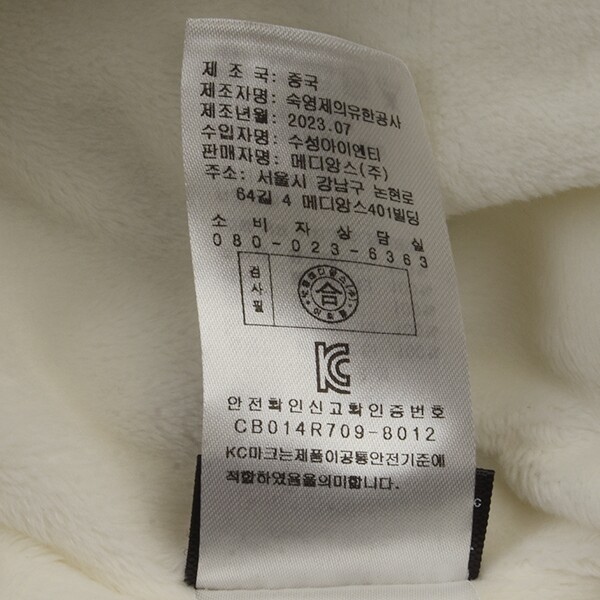 제 조 국: 중국
제조자명: 숙영제의유한공사
제조년월: 2023.07
수입자명: 수성아이엔티
판매자명: 메디앙스(주)
주소: 서울시 강남구 논현로
64길 4 메디앙스401빌딩
소 비 자 상 담 실
080-023-6363
검사필
合
KC
안전확인신고확인증번호
CB014R709-8012
KC마크는제품이공통안전기준에
적합하였음을의미합니다.